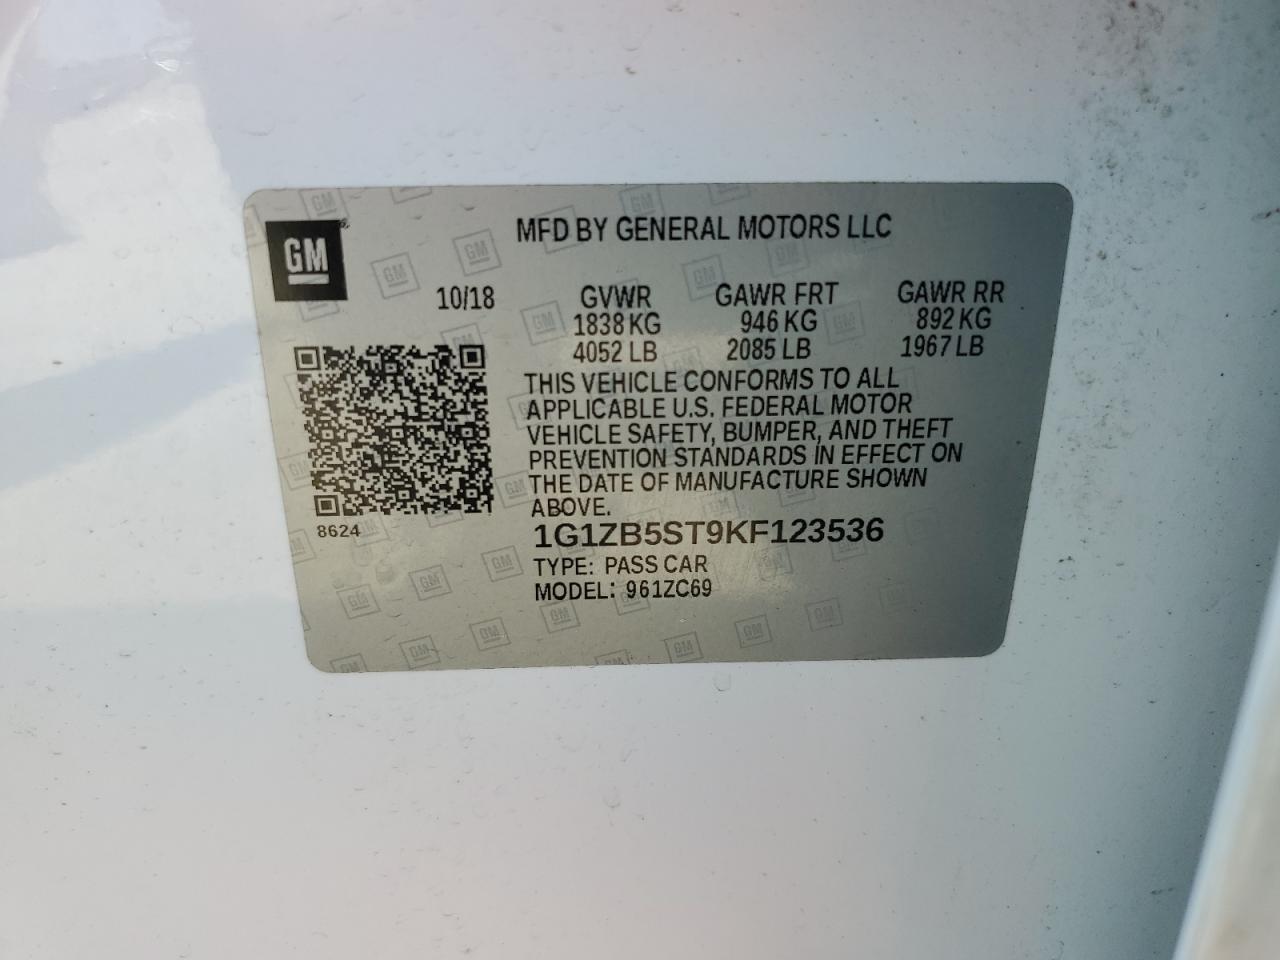 GM
MFD BY GENERAL MOTORS LLC
10/18
GVWR GAWR FRT GAWR RR
1838 KG 946 KG 892 KG
4052 LB 2085 LB 1967 LB
THIS VEHICLE CONFORMS TO ALL
APPLICABLE U.S. FEDERAL MOTOR
VEHICLE SAFETY, BUMPER, AND THEFT
PREVENTION STANDARDS IN EFFECT ON
THE DATE OF MANUFACTURE SHOWN
ABOVE.
8624
1G1ZB5ST9KF123536
TYPE: PASS CAR
MODEL: 961ZC69